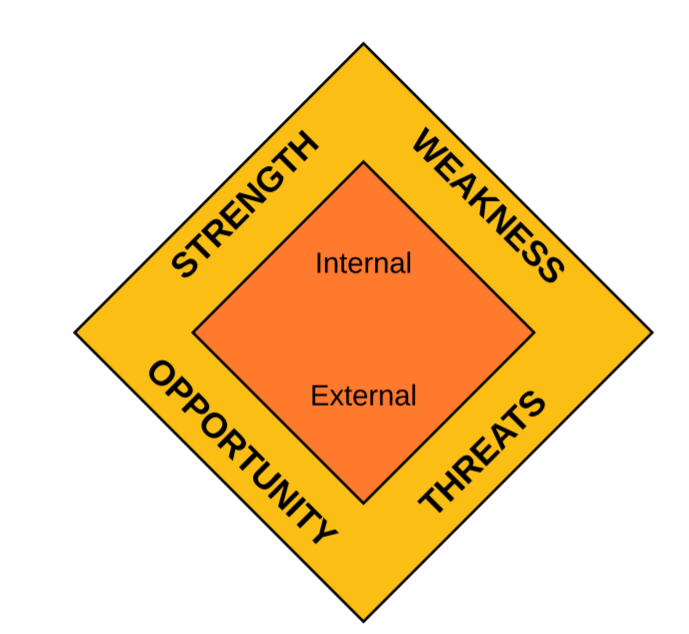 STRENGTH
WEAKNESS
Internal
External
OPPORTUNITY
THREATS